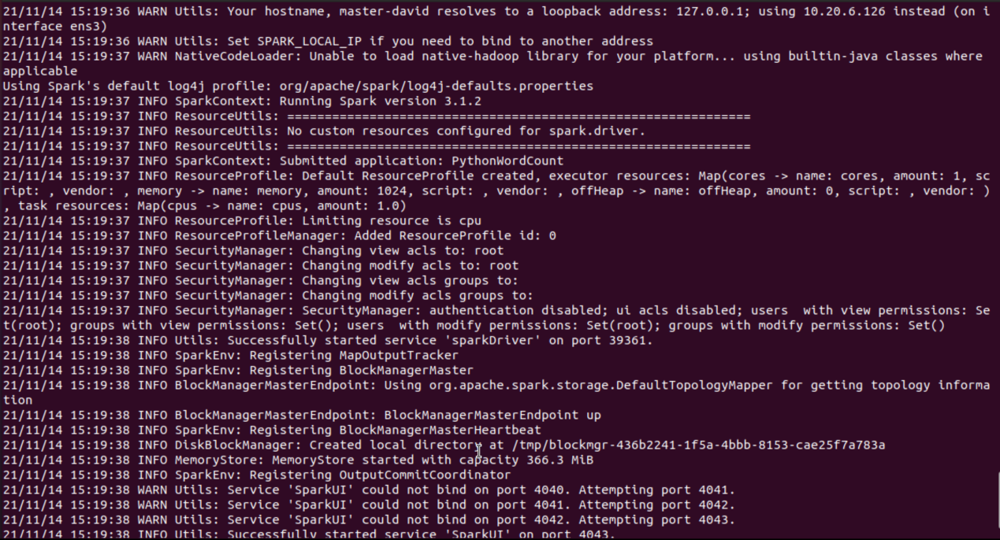 21/11/14 15:19:36 WARN Utils: Your hostname, master-david resolves to a loopback address: 127.0.0.1; using 10.20.6.126 instead (on i
nterface ens3)
21/11/14 15:19:36 WARN Utils: Set SPARK_LOCAL_IP if you need to bind to another address
21/11/14 15:19:37 WARN NativeCodeLoader: Unable to load native-hadoop library for your platform... using builtin-java classes where
applicable
Using Spark's default log4j profile: org/apache/spark/log4j-defaults.properties
21/11/14 15:19:37 INFO SparkContext: Running Spark version 3.1.2
21/11/14 15:19:37 INFO ResourceUtils: ==============================================================
21/11/14 15:19:37 INFO ResourceUtils: No custom resources configured for spark.driver.
21/11/14 15:19:37 INFO ResourceUtils: ==============================================================
21/11/14 15:19:37 INFO SparkContext: Submitted application: PythonWordCount
21/11/14 15:19:37 INFO ResourceProfile: Default ResourceProfile created, executor resources: Map(cores -> name: cores, amount: 1, sc
ript: , vendor: , memory -> name: memory, amount: 1024, script: , vendor: , offHeap -> name: offHeap, amount: 0, script: , vendor: )
, task resources: Map(cpus -> name: cpus, amount: 1.0)
21/11/14 15:19:37 INFO ResourceProfile: Limiting resource is cpu
21/11/14 15:19:37 INFO ResourceProfileManager: Added ResourceProfile id: 0
21/11/14 15:19:37 INFO SecurityManager: Changing view acls to: root
21/11/14 15:19:37 INFO SecurityManager: Changing modify acls to: root
21/11/14 15:19:37 INFO SecurityManager: Changing view acls groups to:
21/11/14 15:19:37 INFO SecurityManager: Changing modify acls groups to:
21/11/14 15:19:37 INFO SecurityManager: SecurityManager: authentication disabled; ui acls disabled; users  with view permissions: Se
t(root); groups with view permissions: Set(); users  with modify permissions: Set(root); groups with modify permissions: Set()
21/11/14 15:19:38 INFO Utils: Successfully started service 'sparkDriver' on port 39361.
21/11/14 15:19:38 INFO SparkEnv: Registering MapOutputTracker
21/11/14 15:19:38 INFO SparkEnv: Registering BlockManagerMaster
21/11/14 15:19:38 INFO BlockManagerMasterEndpoint: Using org.apache.spark.storage.DefaultTopologyMapper for getting topology informa
tion
21/11/14 15:19:38 INFO BlockManagerMasterEndpoint: BlockManagerMasterEndpoint up
21/11/14 15:19:38 INFO SparkEnv: Registering BlockManagerMasterHeartbeat
21/11/14 15:19:38 INFO DiskBlockManager: Created local directory at /tmp/blockmgr-436b2241-1f5a-4bbb-8153-cae25f7a783a
21/11/14 15:19:38 INFO MemoryStore: MemoryStore started with capacity 366.3 MiB
21/11/14 15:19:38 INFO SparkEnv: Registering OutputCommitCoordinator
21/11/14 15:19:38 WARN Utils: Service 'SparkUI' could not bind on port 4040. Attempting port 4041.
21/11/14 15:19:38 WARN Utils: Service 'SparkUI' could not bind on port 4041. Attempting port 4042.
21/11/14 15:19:38 WARN Utils: Service 'SparkUI' could not bind on port 4042. Attempting port 4043.
21/11/14 15:19:38 INFO Utils: Successfully started service 'SparkUI' on port 4043.